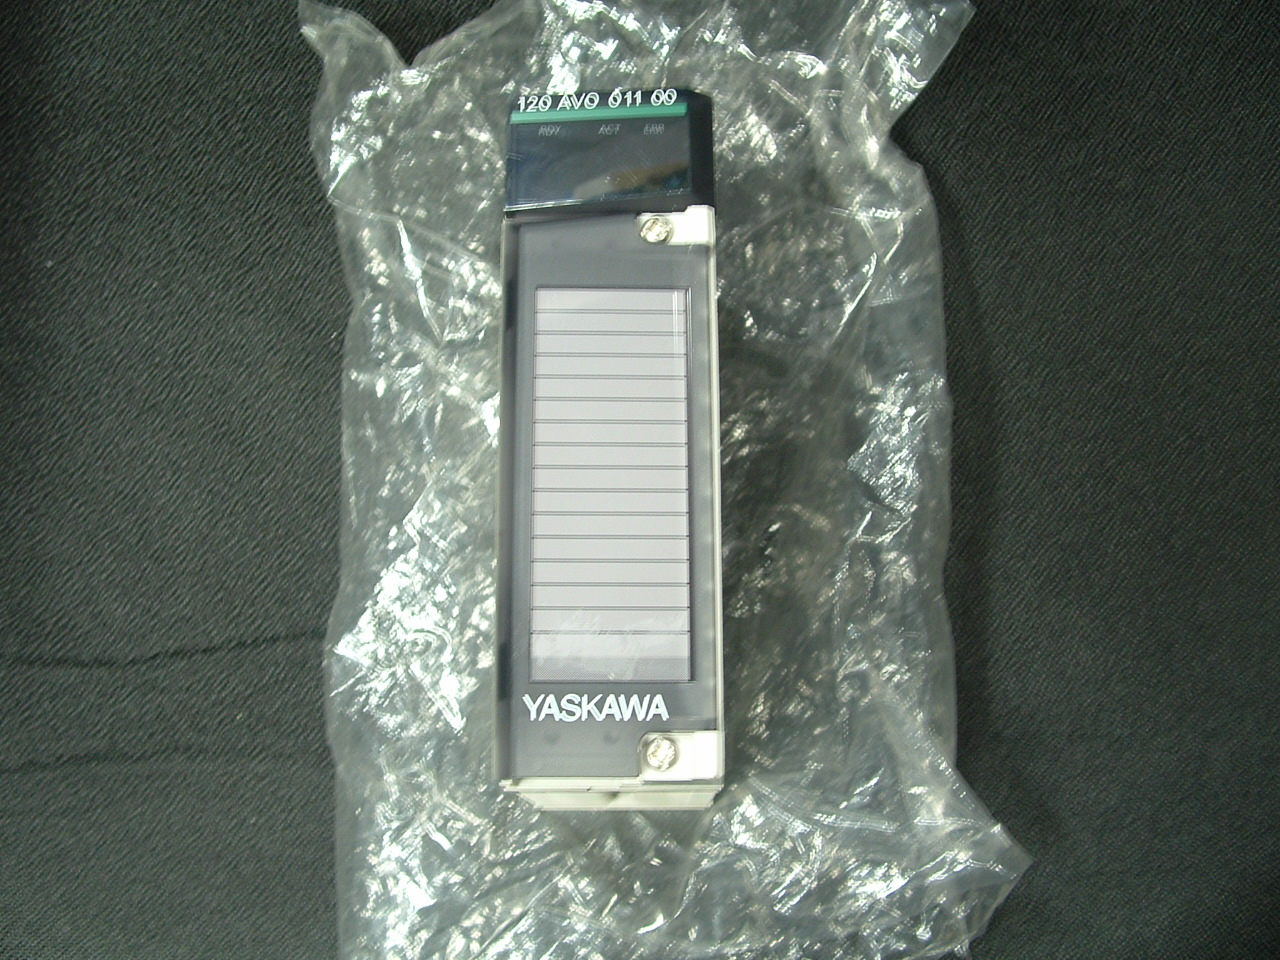 120 AVO 011 00
RDY ACT ERR
YASKAWA